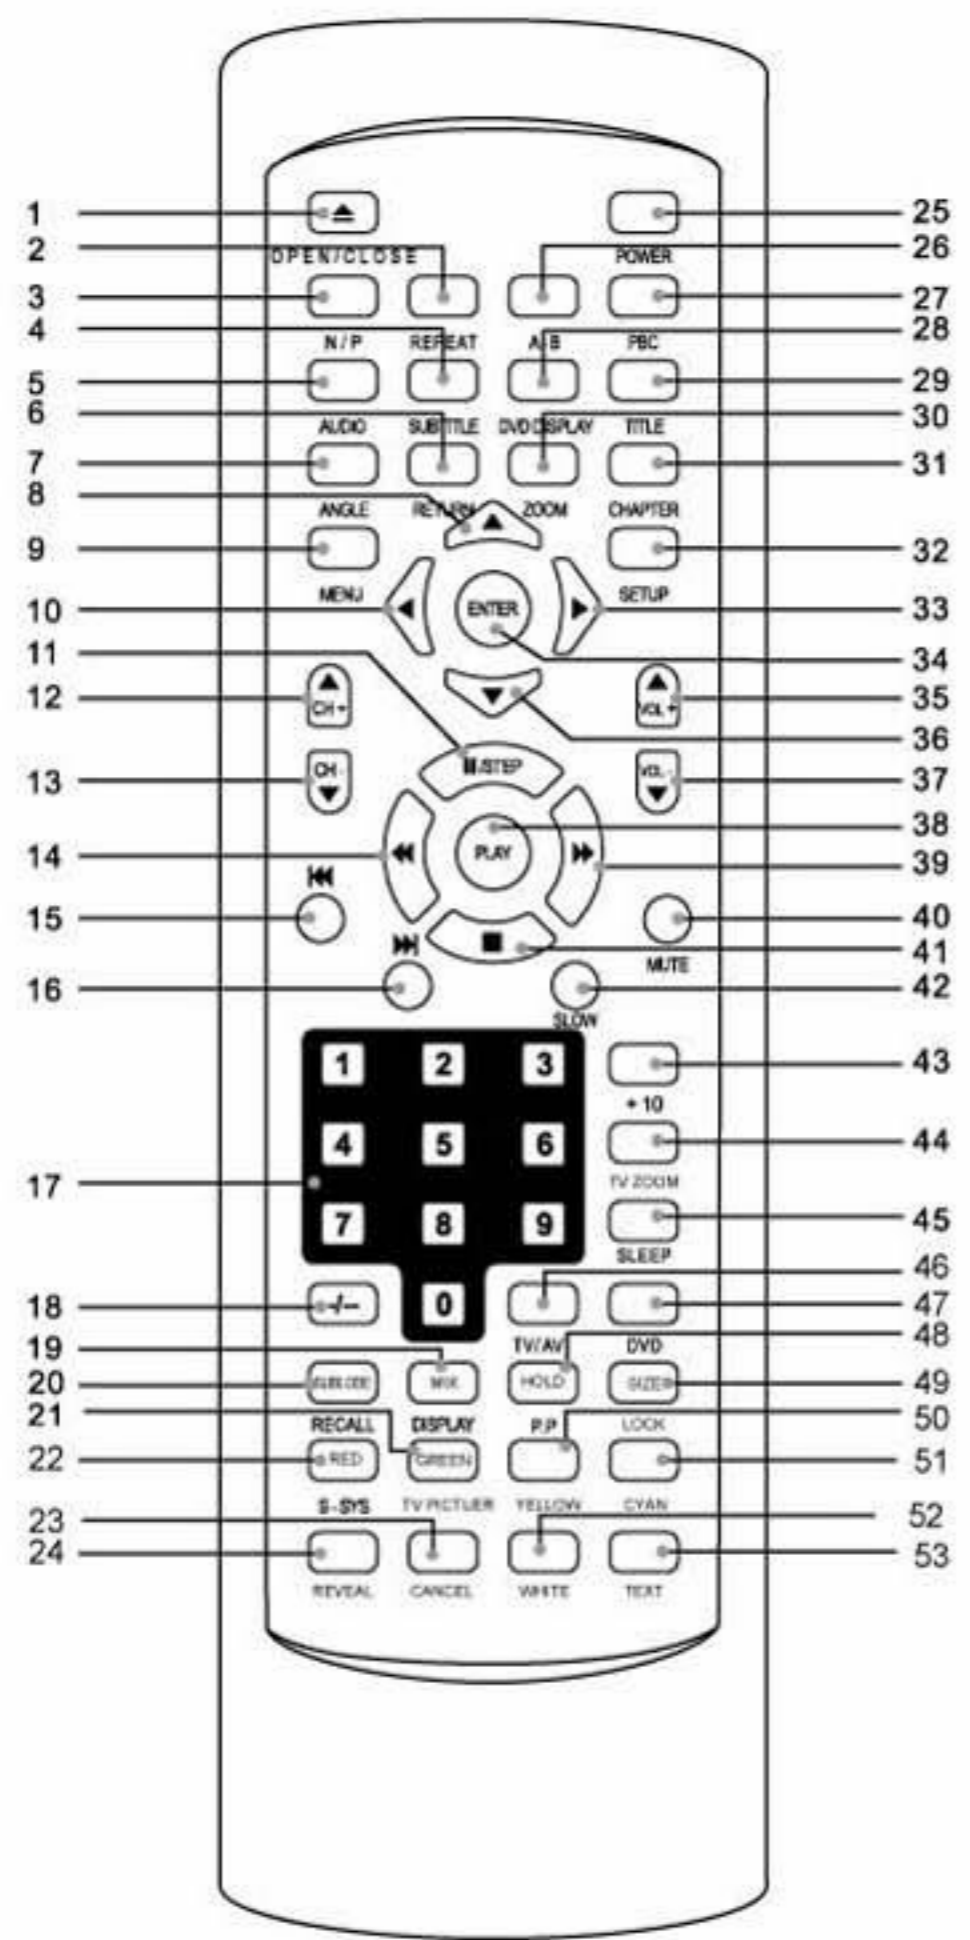 1 25
2 26
OPEN/CLOSE POWER
3 27
4 28
N/P REPEAT A-B PBC
5 29
6 30
AUDIO SUBTITLE DVD DISPLAY TITLE
7 31
8
ANGLE RETURN ZOOM CHAPTER
9 32
MENU SETUP
10 ENTER 33
11 34
12 CH+ VOL+ 35
36
13 CH- II/STEP VOL- 37
38
14 PLAY 39
15 40
41
MUTE
16 42
SLOW
1 2 3 43
+10
4 5 6 44
17 TV ZOOM
7 8 9 45
SLEEP
46
18 -/-- 0 47
19 TV/AV DVD 48
20 MIX HOLD SIZE 49
21 RECALL DISPLAY P.P LOCK 50
22 RED GREEN 51
S-SYS TV PICTUER YELLOW CYAN
23 52
24 53
REVEAL CANCEL WHITE TEXT